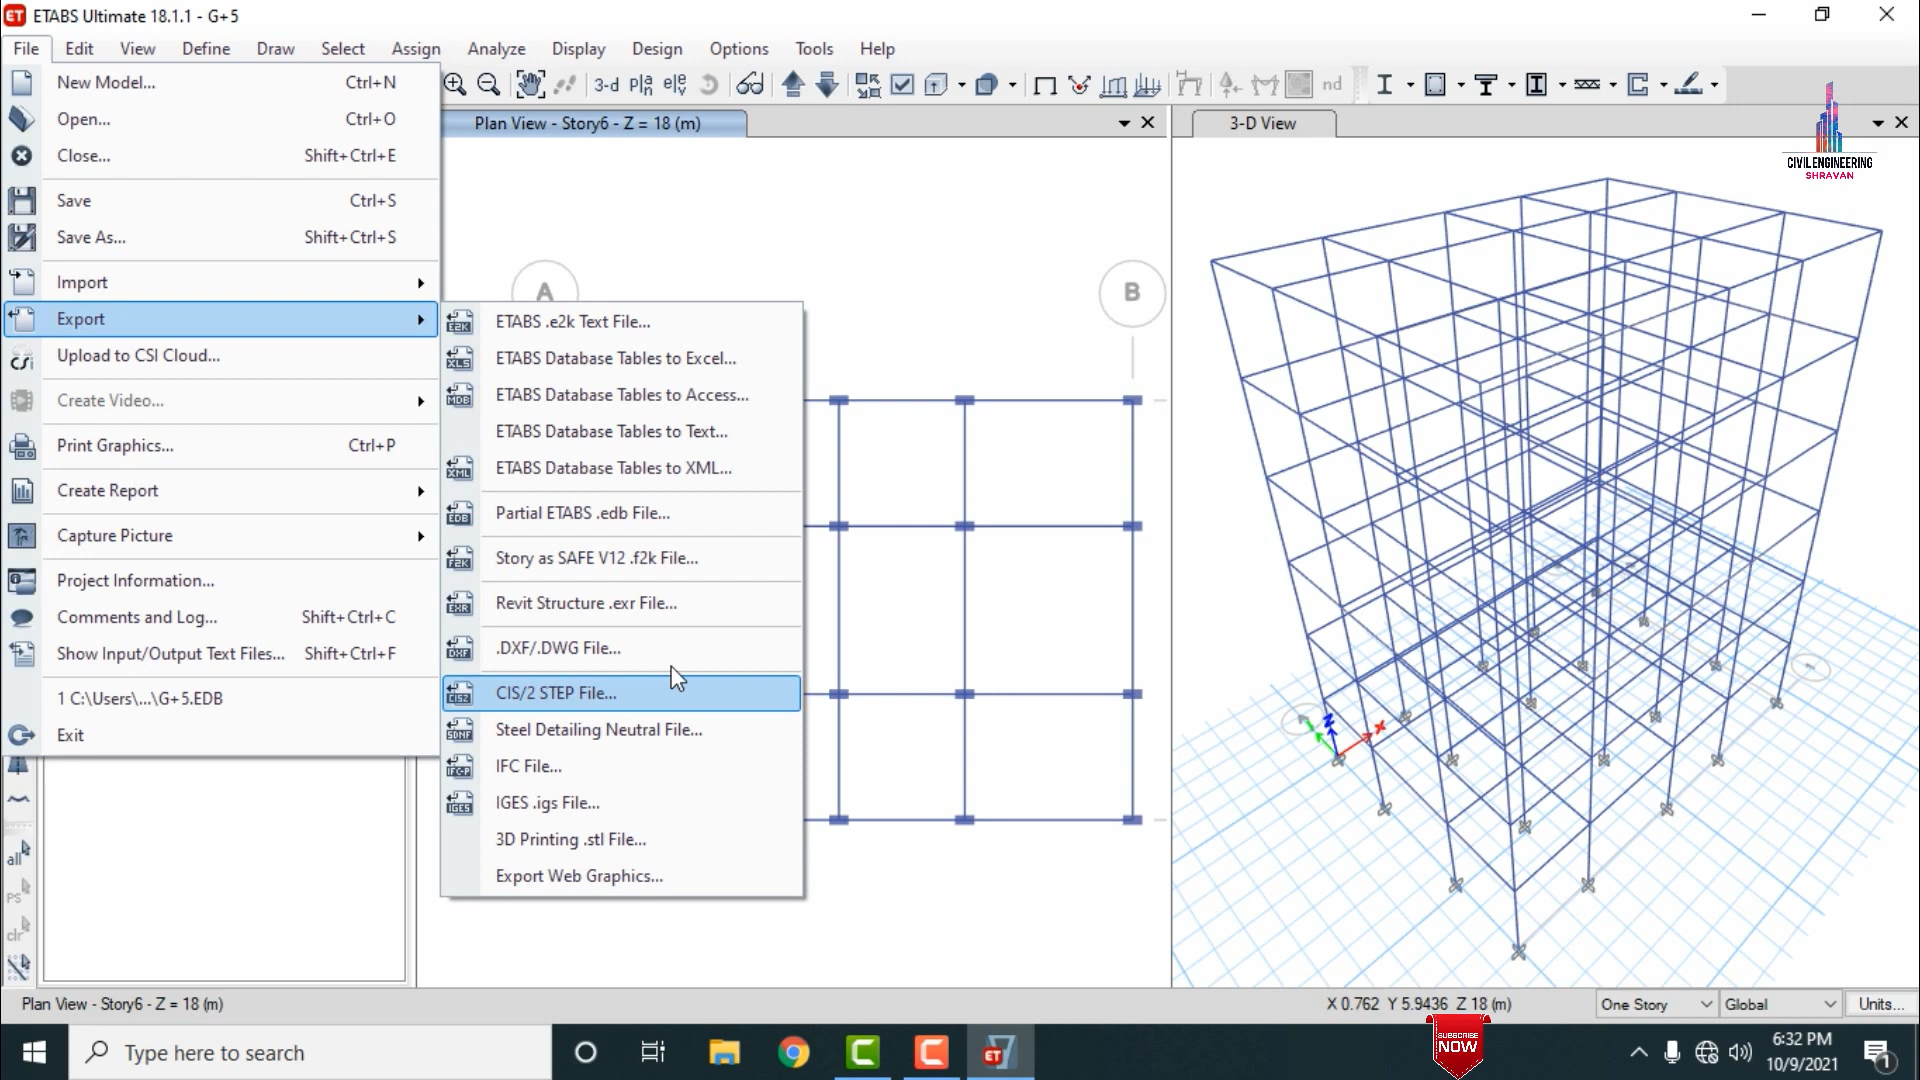 ETABS Ultimate 18.1.1 - G+5
File Edit View Define Draw Select Assign Analyze Display Design Options Tools Help
New Model... Ctrl+N
Open... Ctrl+O
Close... Shift+Ctrl+E
Save Ctrl+S
Save As... Shift+Ctrl+S
Import
Export
Upload to CSI Cloud...
Create Video...
Print Graphics... Ctrl+P
Create Report
Capture Picture
Project Information...
Comments and Log... Shift+Ctrl+C
Show Input/Output Text Files... Shift+Ctrl+F
1 C:\Users\...\G+5.EDB
Exit
3-d
nd
Plan View - Story6 - Z = 18 (m)
3-D View
CIVIL ENGINEERING
SHRAVAN
A
B
ETABS .e2k Text File...
ETABS Database Tables to Excel...
ETABS Database Tables to Access...
ETABS Database Tables to Text...
ETABS Database Tables to XML...
Partial ETABS .edb File...
Story as SAFE V12 .f2k File...
Revit Structure .exr File...
.DXF/.DWG File...
CIS/2 STEP File...
Steel Detailing Neutral File...
IFC File...
IGES .igs File...
3D Printing .stl File...
Export Web Graphics...
Z
X
all
ps
clr
Plan View - Story6 - Z = 18 (m)
X 0.762 Y 5.9436 Z 18 (m)
One Story
Global
Units...
Type here to search
SUBSCRIBE
NOW
6:32 PM
10/9/2021
1